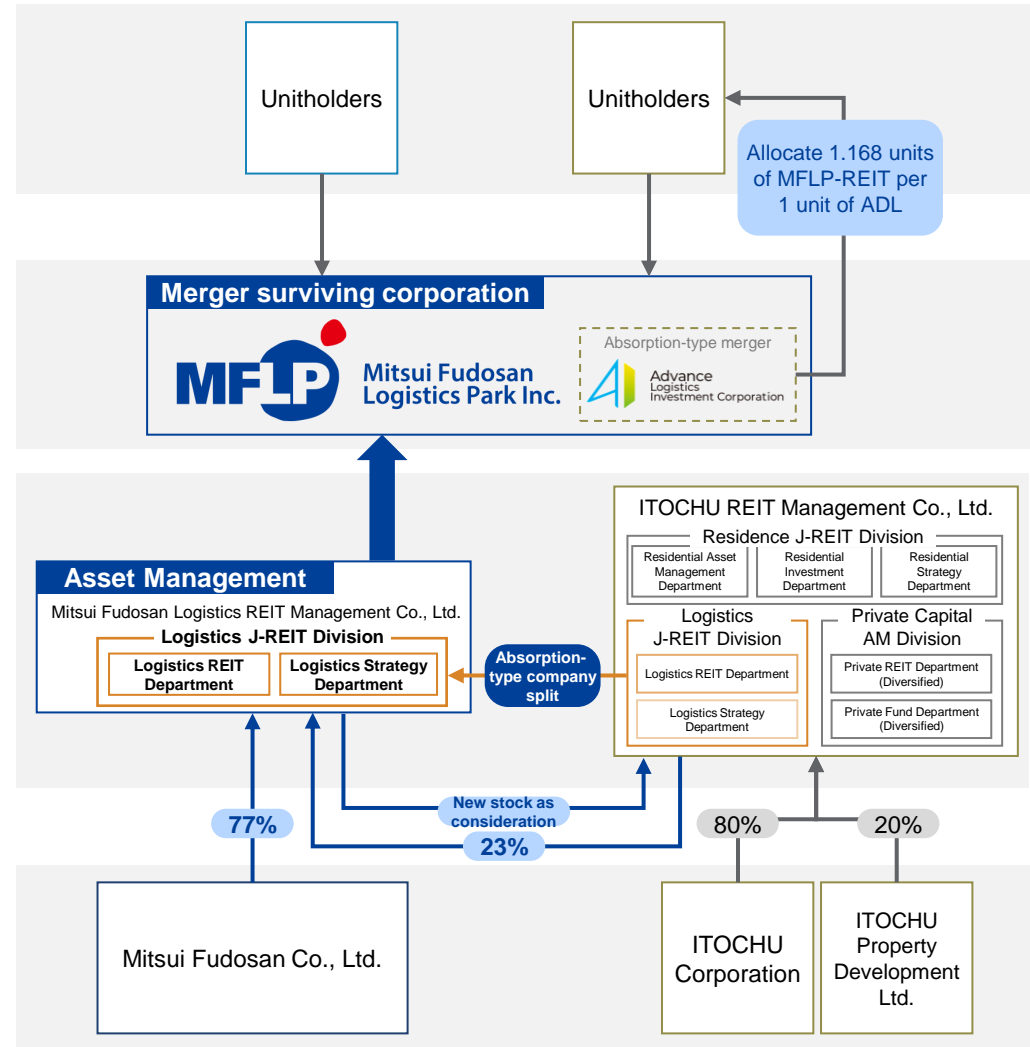 Unitholders
Unitholders
Allocate 1.168 units
of MFLP-REIT per
1 unit of ADL
Merger surviving corporation
MFLP
Mitsui Fudosan
Logistics Park Inc.
Absorption-type merger
Advance
Logistics
Investment Corporation
ITOCHU REIT Management Co., Ltd.
Residence J-REIT Division
Residential Asset
Management
Department
Residential
Investment
Department
Residential
Strategy
Department
Asset Management
Mitsui Fudosan Logistics REIT Management Co., Ltd.
Logistics J-REIT Division
Logistics REIT
Department
Logistics Strategy
Department
Absorption-
type company
split
Logistics
J-REIT Division
Logistics REIT Department
Logistics Strategy
Department
Private Capital
AM Division
Private REIT Department
(Diversified)
Private Fund Department
(Diversified)
77%
New stock as
consideration
23%
80%
20%
Mitsui Fudosan Co., Ltd.
ITOCHU
Corporation
ITOCHU
Property
Development
Ltd.